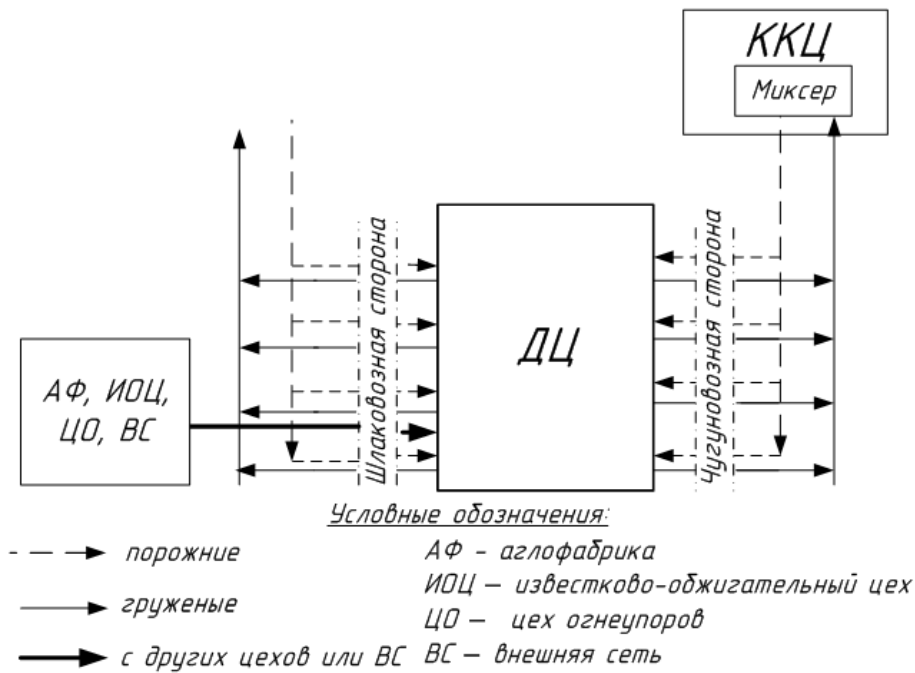 ККЦ
Миксер
Шлаковозная сторона
Чугуновозная сторона
ДЦ
АФ, ИОЦ,
ЦО, ВС
Условные обозначения:
порожние
АФ - аглофабрика
ИОЦ – известково-обжигательный цех
груженые
ЦО – цех огнеупоров
с других цехов или ВС
ВС – внешняя сеть